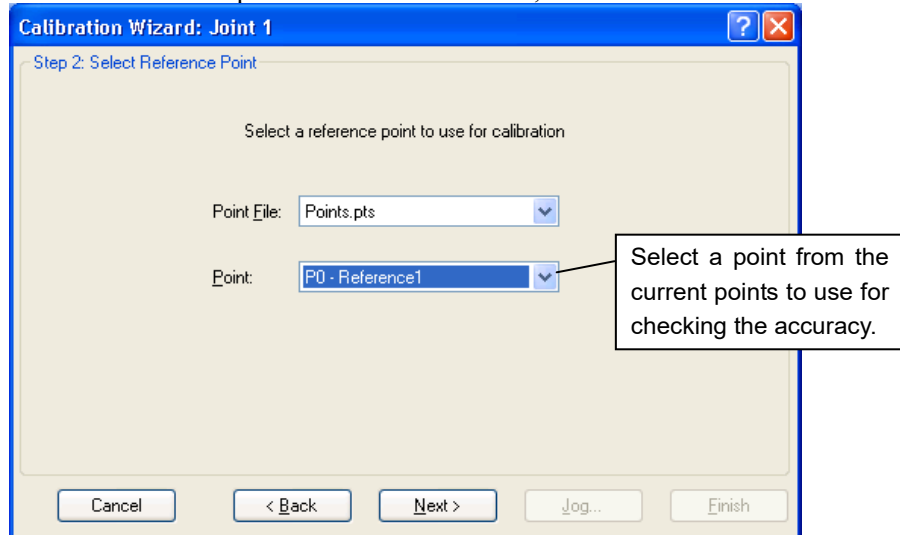 Calibration Wizard: Joint 1
Step 2: Select Reference Point
Select a reference point to use for calibration
Point File: Points.pts
Point: P0 - Reference1
Select a point from the
current points to use for
checking the accuracy.
Cancel < Back Next > Jog... Finish